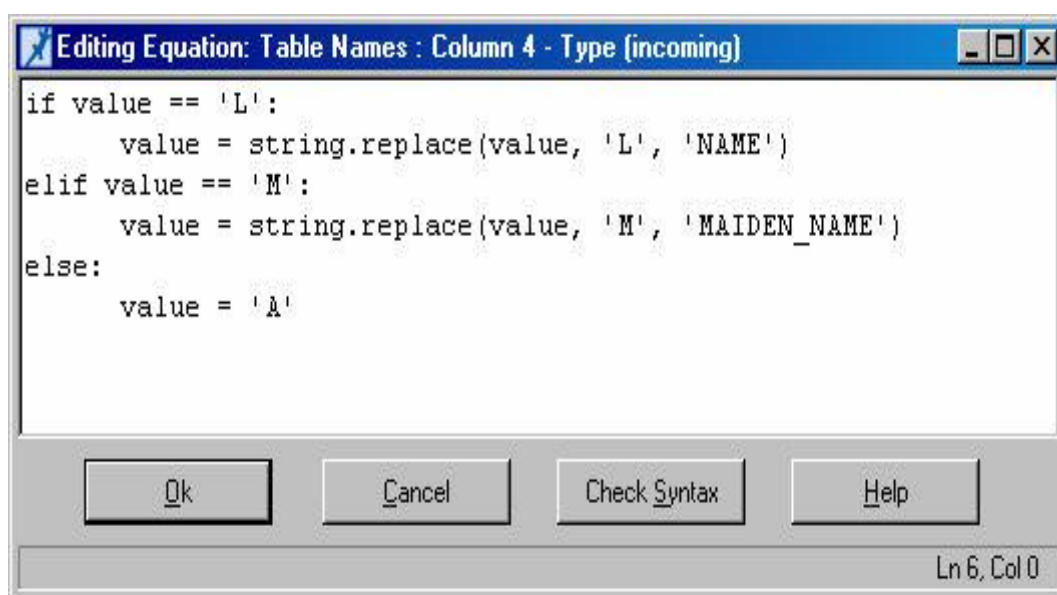 Editing Equation: Table Names : Column 4 - Type (incoming)
if value == 'L':
      value = string.replace(value, 'L', 'NAME')
elif value == 'M':
      value = string.replace(value, 'M', 'MAIDEN_NAME')
else:
      value = 'A'
Ok Cancel Check Syntax Help
Ln 6, Col 0